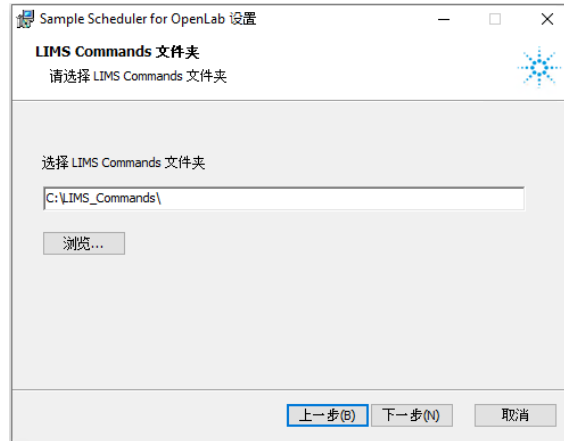 Sample Scheduler for OpenLab 设置
LIMS Commands 文件夹
请选择 LIMS Commands 文件夹
选择 LIMS Commands 文件夹
C:\LIMS_Commands\
浏览...
上一步(B) 下一步(N) 取消